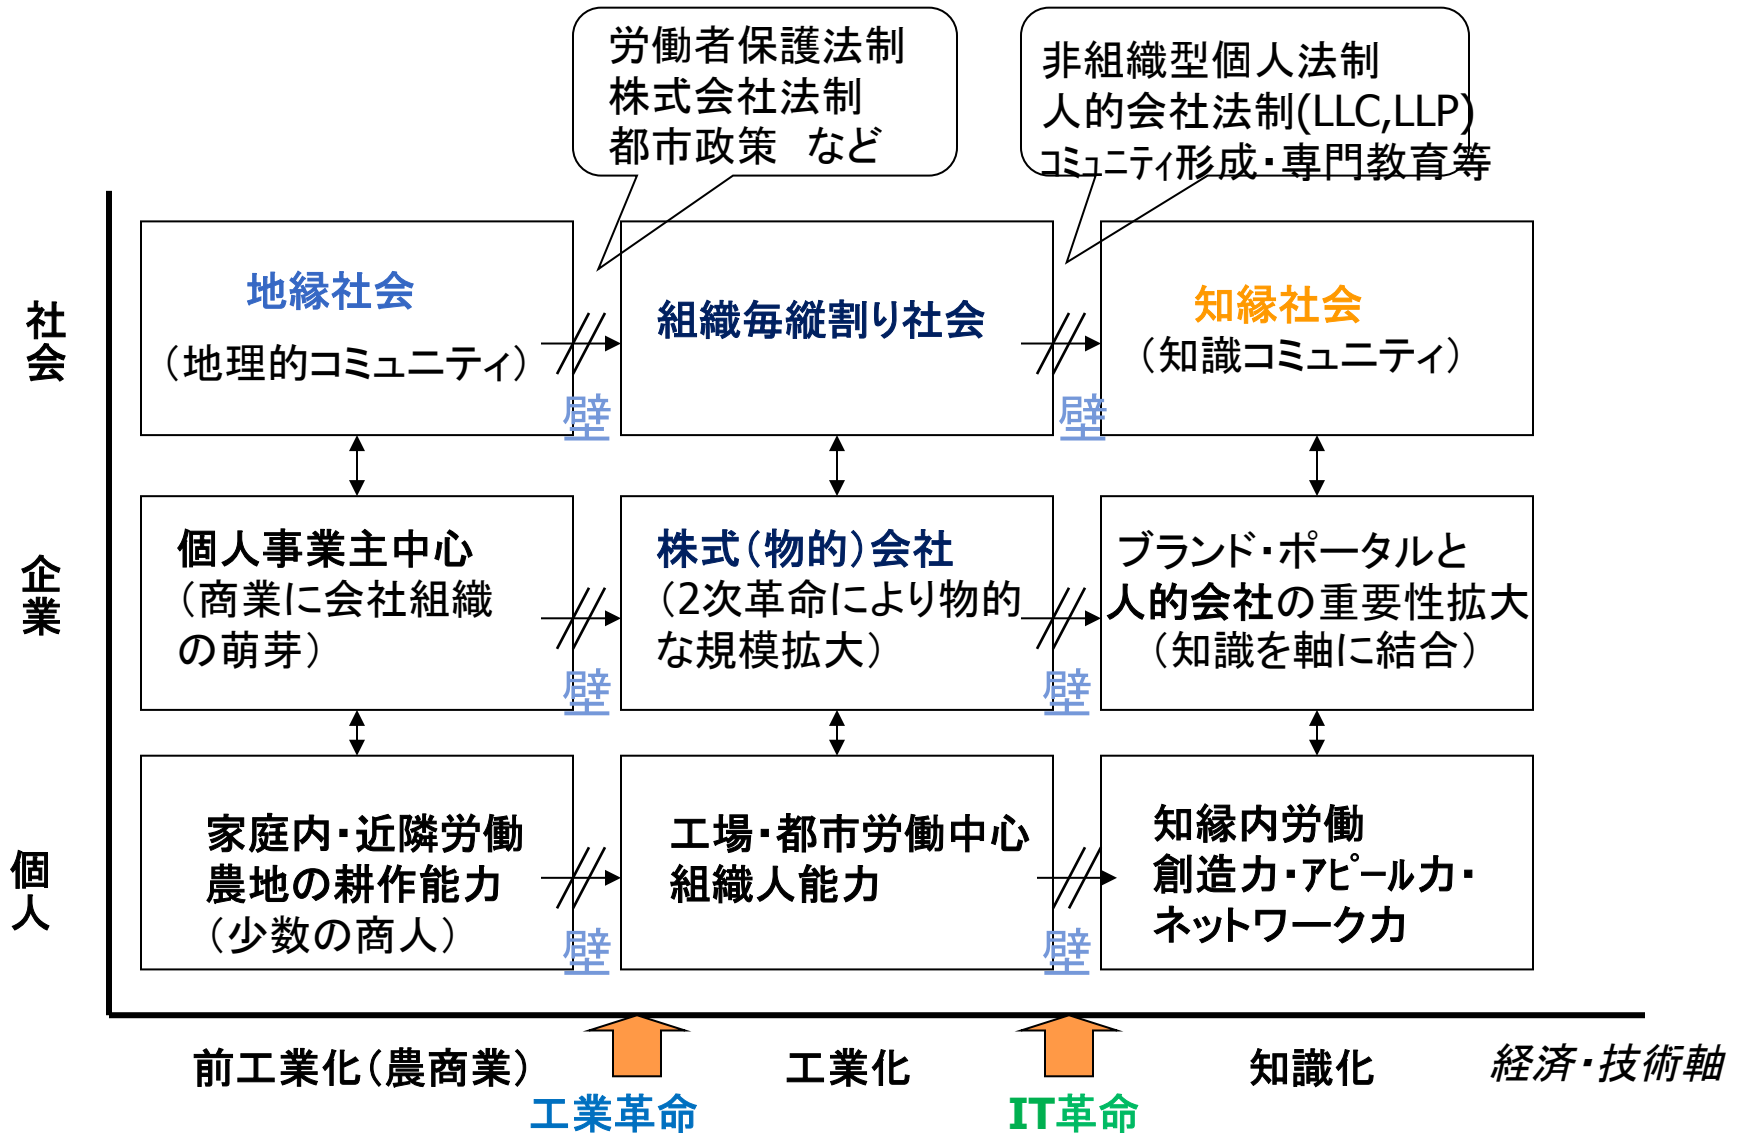 労働者保護法制
株式会社法制
都市政策　など
非組織型個人法制
人的会社法制(LLC,LLP)
コミュニティ形成・専門教育等
社会
地縁社会
（地理的コミュニティ）
壁
組織毎縦割り社会
壁
知縁社会
（知識コミュニティ）
企業
個人事業主中心
（商業に会社組織
の萌芽）
壁
株式（物的）会社
（2次革命により物的
な規模拡大）
壁
ブランド・ポータルと
人的会社の重要性拡大
（知識を軸に結合）
個人
家庭内・近隣労働
農地の耕作能力
（少数の商人）
壁
工場・都市労働中心
組織人能力
壁
知縁内労働
創造力・アピール力・
ネットワーク力
前工業化（農商業）
工業化
知識化
経済・技術軸
工業革命
IT革命